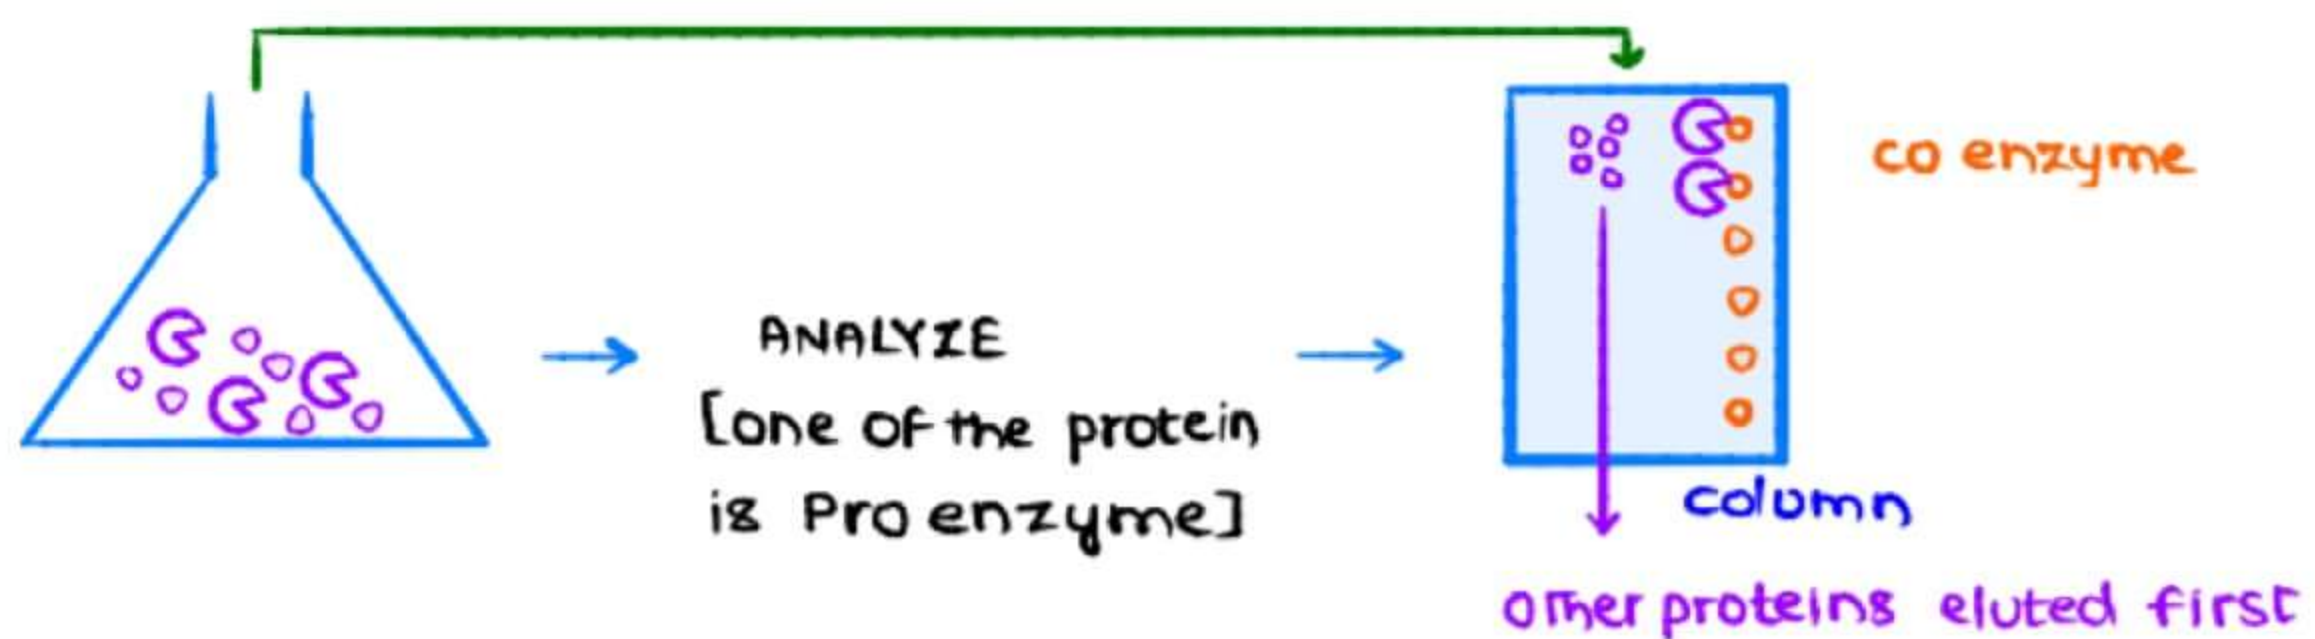 co enzyme
ANALYZE
[one of the protein
is Pro enzyme]
column
other proteins eluted first